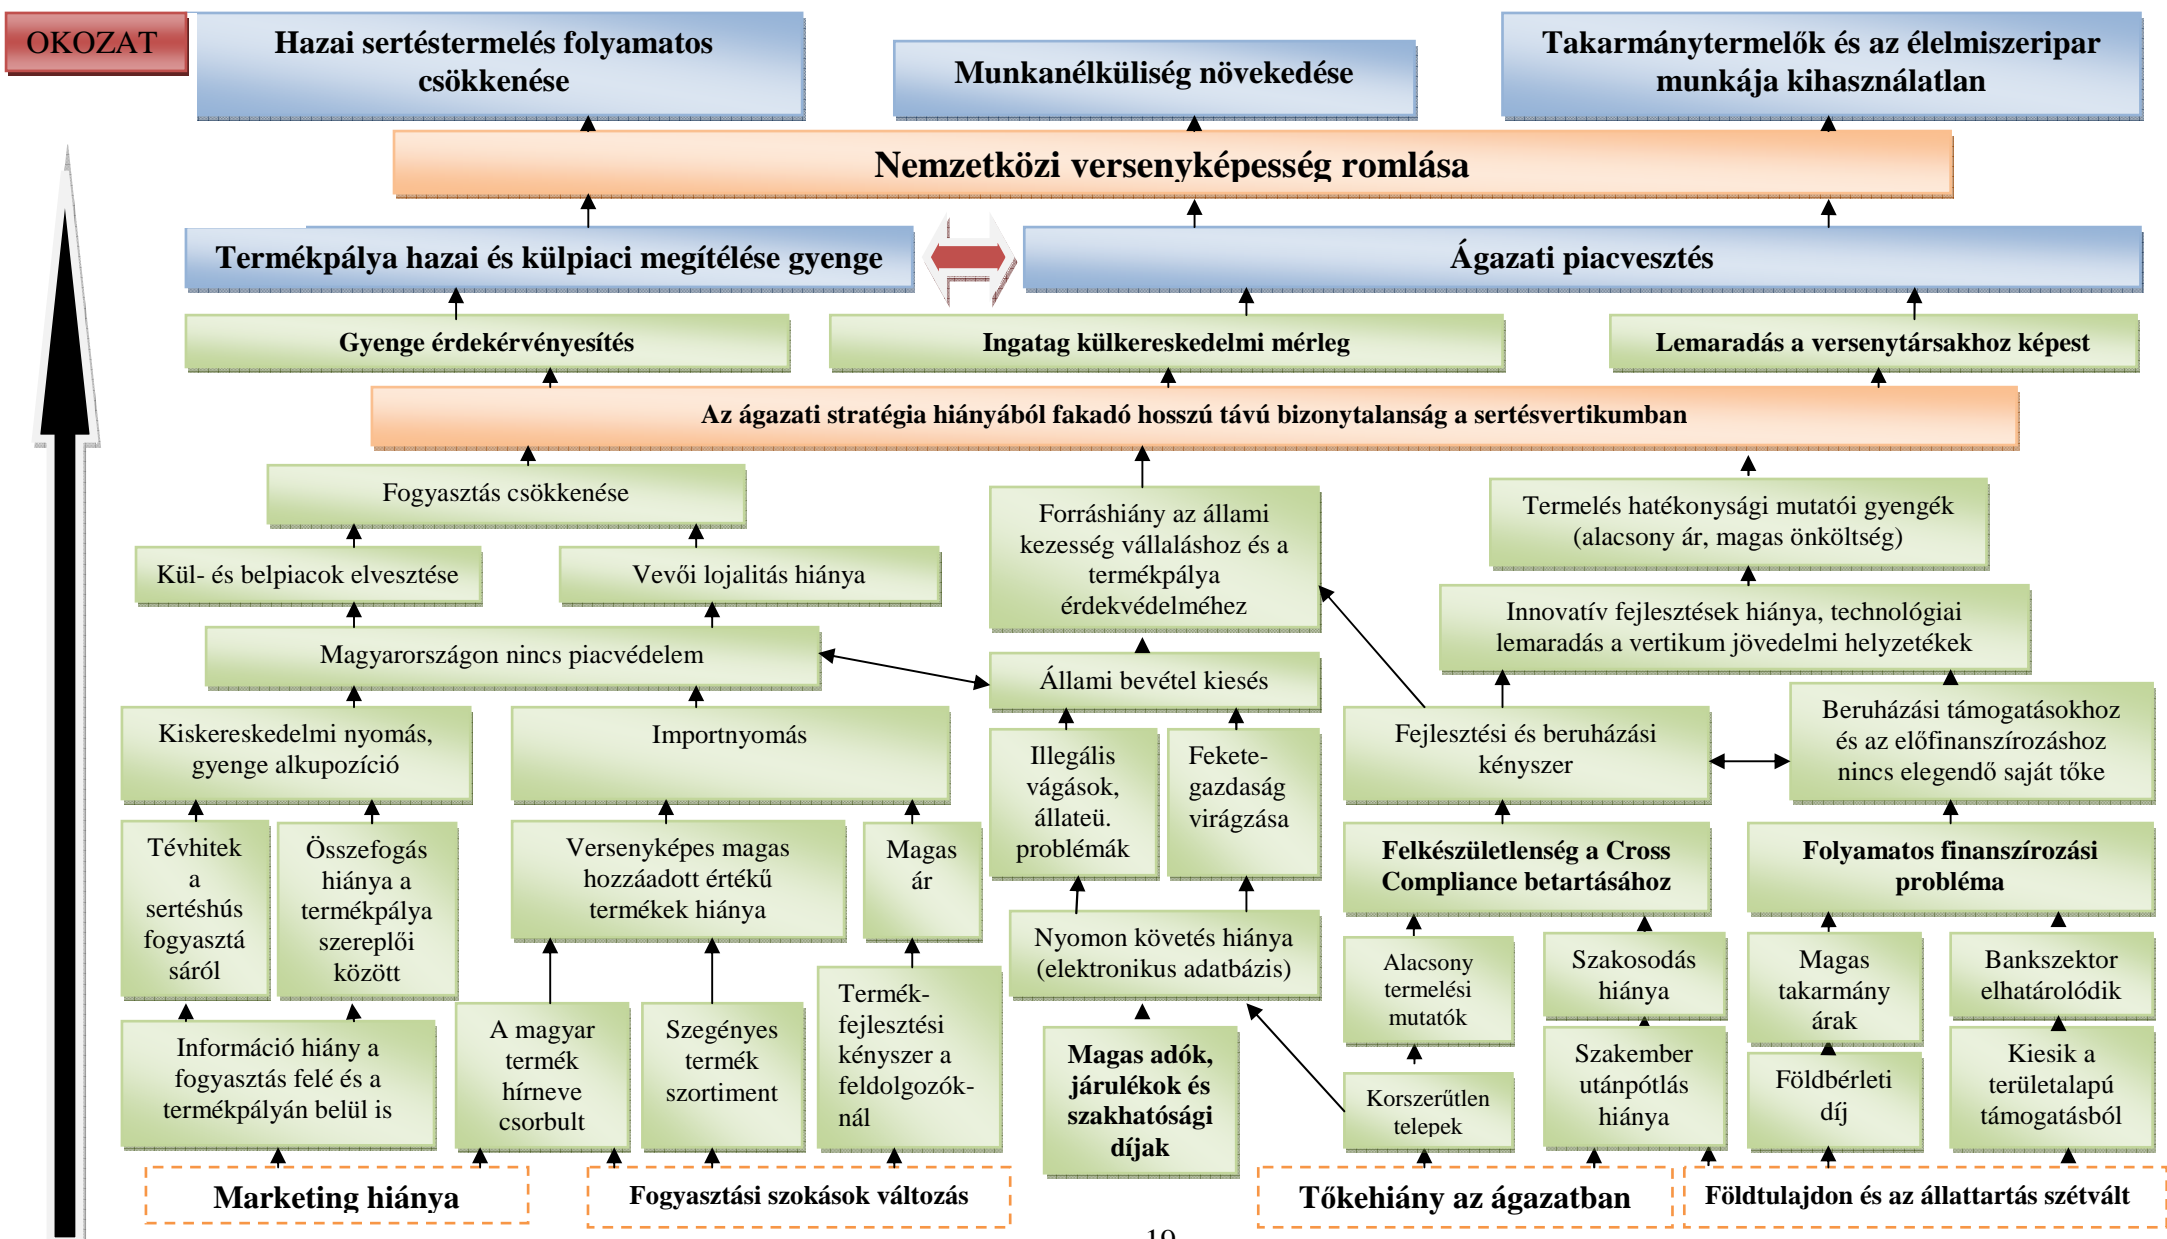 OKOZAT
Hazai sertéstermelés folyamatos
csökkenése
Munkanélküliség növekedése
Takarmánytermelők és az élelmiszeripar
munkája kihasználatlan
Nemzetközi versenyképesség romlása
Termékpálya hazai és külpiaci megítélése gyenge
Ágazati piacvesztés
Gyenge érdekérvényesítés
Ingatag külkereskedelmi mérleg
Lemaradás a versenytársakhoz képest
Az ágazati stratégia hiányából fakadó hosszú távú bizonytalanság a sertésvertikumban
Fogyasztás csökkenése
Forráshiány az állami
kezesség vállaláshoz és a
termékpálya
érdekvédelméhez
Termelés hatékonysági mutatói gyengék
(alacsony ár, magas önköltség)
Kül- és belpiacok elvesztése
Vevői lojalitás hiánya
Innovatív fejlesztések hiánya, technológiai
lemaradás a vertikum jövedelmi helyzetékek
Magyarországon nincs piacvédelem
Állami bevétel kiesés
Kiskereskedelmi nyomás,
gyenge alkupozíció
Importnyomás
Illegális
vágások,
állateü.
problémák
Fekete-
gazdaság
virágzása
Fejlesztési és beruházási
kényszer
Beruházási támogatásokhoz
és az előfinanszírozáshoz
nincs elegendő saját tőke
Tévhitek
a
sertéshús
fogyasztá
sáról
Összefogás
hiánya a
termékpálya
szereplői
között
Versenyképes magas
hozzáadott értékű
termékek hiánya
Magas
ár
Felkészületlenség a Cross
Compliance betartásához
Folyamatos finanszírozási
probléma
Nyomon követés hiánya
(elektronikus adatbázis)
Alacsony
termelési
mutatók
Szakosodás
hiánya
Magas
takarmány
árak
Bankszektor
elhatárolódik
Információ hiány a
fogyasztás felé és a
termékpályán belül is
A magyar
termék
hírneve
csorbult
Szegényes
termék
szortiment
Termék-
fejlesztési
kényszer a
feldolgozók-
nál
Magas adók,
járulékok és
szakhatósági
díjak
Korszerűtlen
telepek
Szakember
utánpótlás
hiánya
Földbérleti
díj
Kiesik a
területalapú
támogatásból
Marketing hiánya
Fogyasztási szokások változás
Tőkehiány az ágazatban
Földtulajdon és az állattartás szétvált
19